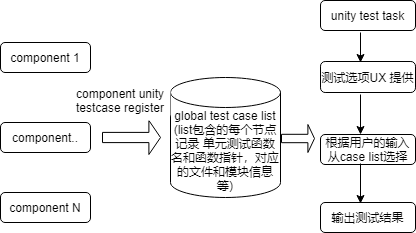 component 1
component..
component N
component unity
testcase register
global test case list
(list包含的每个节点
记录 单元测试函数
名和函数指针，对应
的文件和模块信息
等)
unity test task
测试选项UX 提供
根据用户的输入
从case list选择
输出测试结果